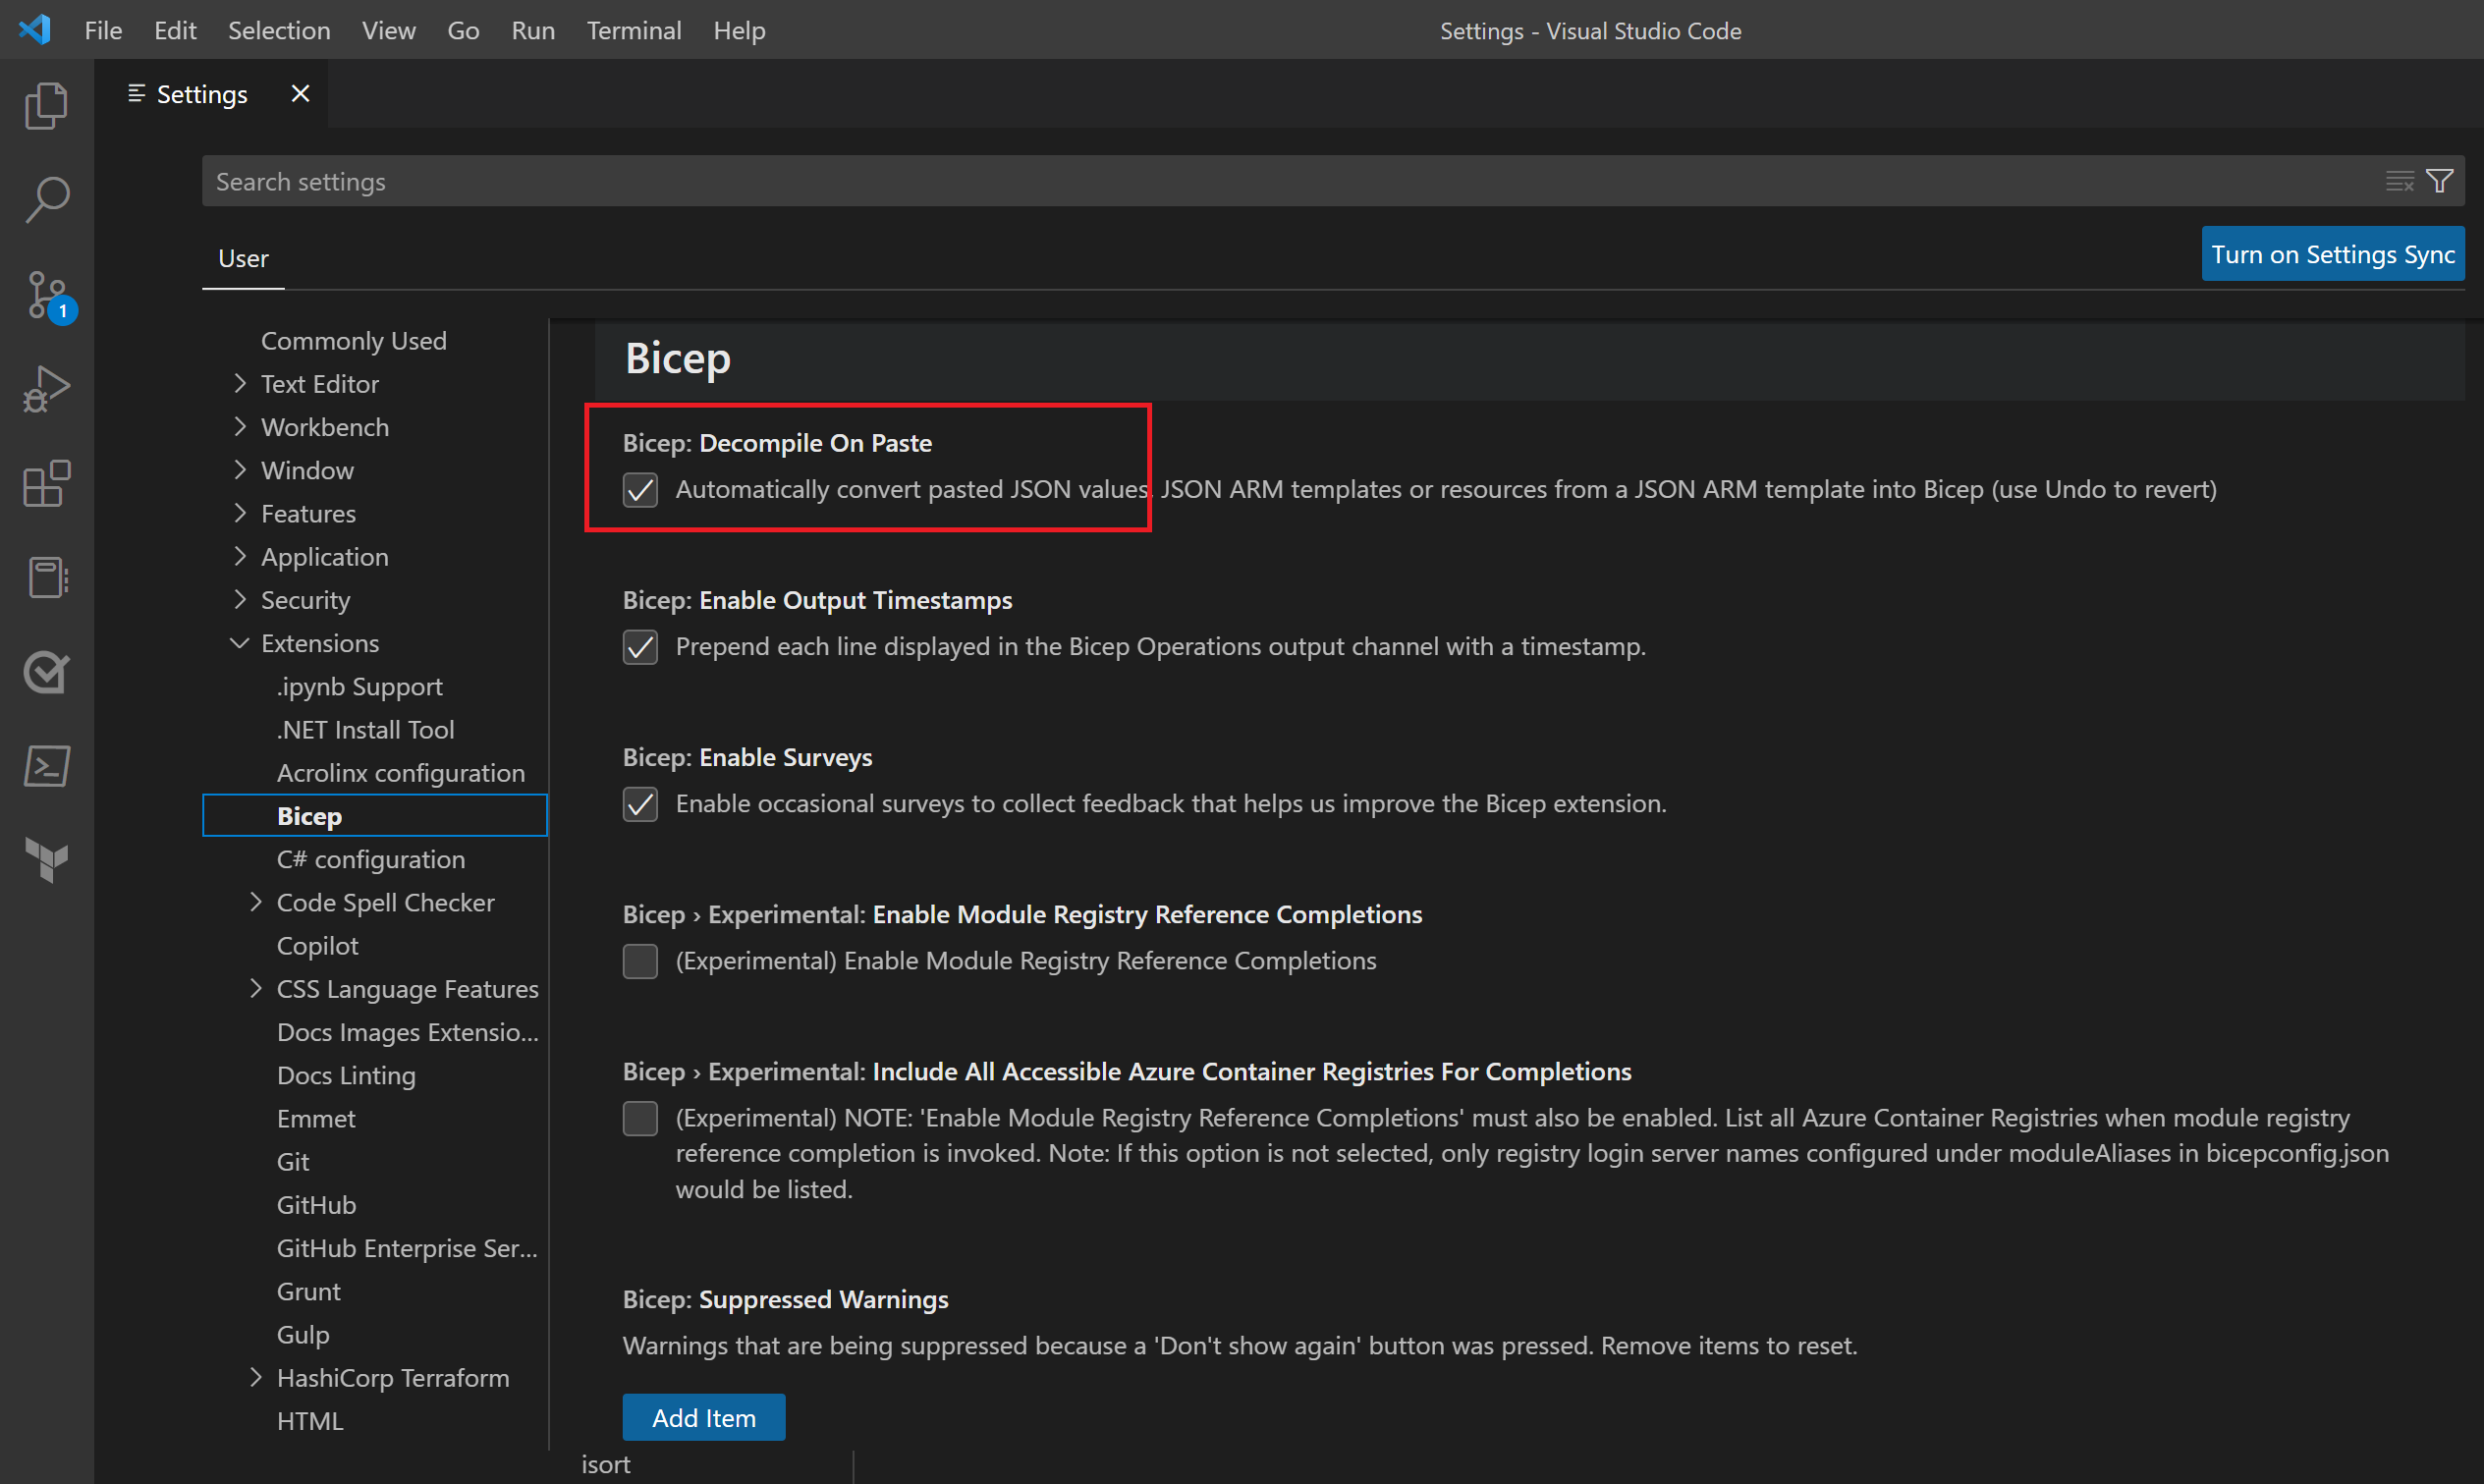 File Edit Selection View Go Run Terminal Help
Settings - Visual Studio Code
Settings
Search settings
User
Turn on Settings Sync
1
Commonly Used
Text Editor
Workbench
Window
Features
Application
Security
Extensions
.ipynb Support
.NET Install Tool
Acrolinx configuration
Bicep
C# configuration
Code Spell Checker
Copilot
CSS Language Features
Docs Images Extensio...
Docs Linting
Emmet
Git
GitHub
GitHub Enterprise Ser...
Grunt
Gulp
HashiCorp Terraform
HTML
isort
Bicep
Bicep: Decompile On Paste
Automatically convert pasted JSON values, JSON ARM templates or resources from a JSON ARM template into Bicep (use Undo to revert)
Bicep: Enable Output Timestamps
Prepend each line displayed in the Bicep Operations output channel with a timestamp.
Bicep: Enable Surveys
Enable occasional surveys to collect feedback that helps us improve the Bicep extension.
Bicep › Experimental: Enable Module Registry Reference Completions
(Experimental) Enable Module Registry Reference Completions
Bicep › Experimental: Include All Accessible Azure Container Registries For Completions
(Experimental) NOTE: 'Enable Module Registry Reference Completions' must also be enabled. List all Azure Container Registries when module registry
reference completion is invoked. Note: If this option is not selected, only registry login server names configured under moduleAliases in bicepconfig.json
would be listed.
Bicep: Suppressed Warnings
Warnings that are being suppressed because a 'Don't show again' button was pressed. Remove items to reset.
Add Item